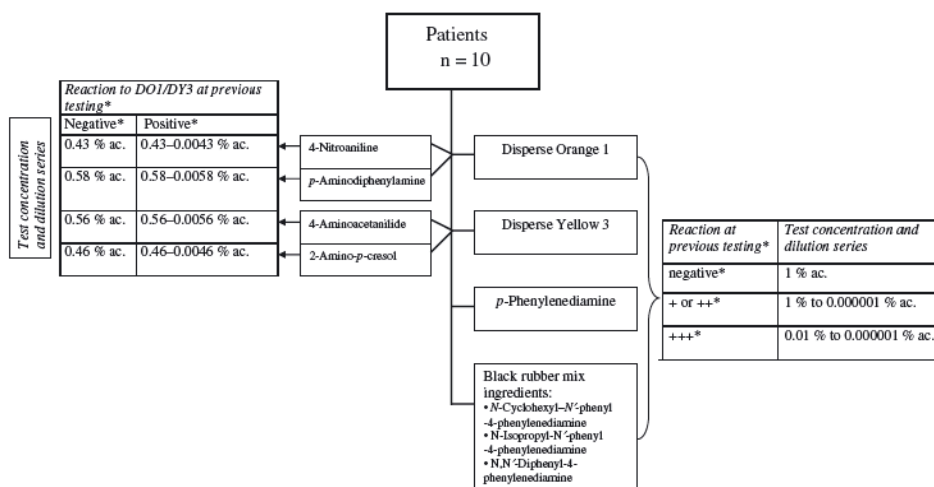 Patients
n = 10
Test concentration
and dilution series
Reaction to DO1/DY3 at previous
testing*
Negative* Positive*
0.43 % ac. 0.43–0.0043 % ac.
0.58 % ac. 0.58–0.0058 % ac.
0.56 % ac. 0.56–0.0056 % ac.
0.46 % ac. 0.46–0.0046 % ac.
4-Nitroaniline
p-Aminodiphenylamine
4-Aminoacetanilide
2-Amino-p-cresol
Disperse Orange 1
Disperse Yellow 3
p-Phenylenediamine
Black rubber mix
ingredients:
• N-Cyclohexyl–N′-phenyl
-4-phenylenediamine
• N-Isopropyl-N′-phenyl
-4-phenylenediamine
• N,N′-Diphenyl-4-
phenylenediamine
Reaction at Test concentration and
previous testing* dilution series
negative* 1 % ac.
+ or ++* 1 % to 0.000001 % ac.
+++* 0.01 % to 0.000001 % ac.